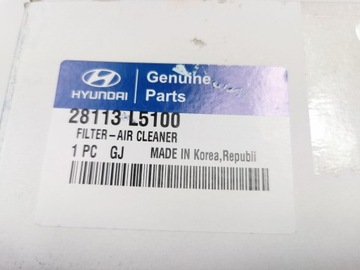 HYUNDAI
Genuine
Parts
28113 L5100
FILTER-AIR CLEANER
1 PC GJ MADE IN Korea,Republi